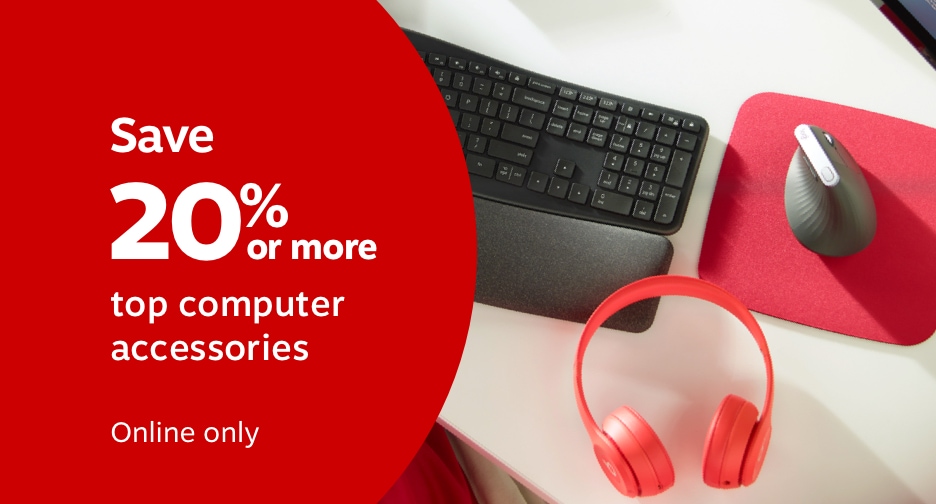 Save
20%
or more
top computer
accessories
Online only